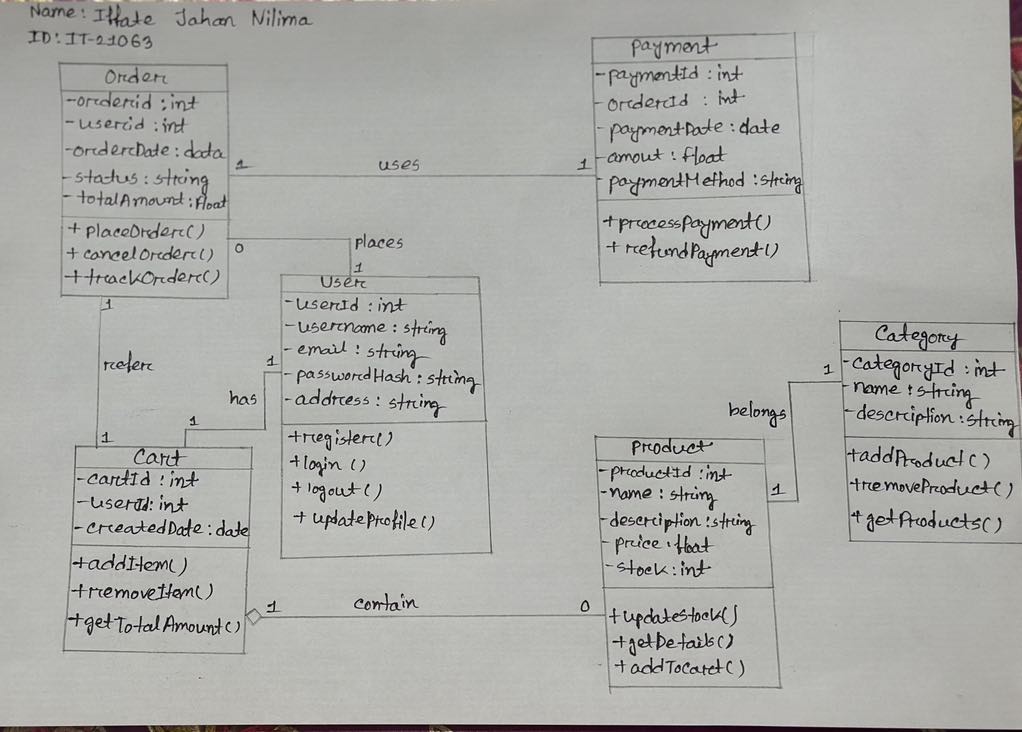 Name: Iffate Jahan Nilima
ID: IT-21063
Order
-orderid : int
-userid : int
-orderDate : data
-status : string
-totalAmount : float
+ placeOrder()
+ cancelOrder()
+ trackOrder()
1
uses
1
Payment
-paymentId : int
-orderId : int
-paymentDate : date
-amout : float
-paymentMethod : string
+processPayment()
+ refundPayment()
0
places
1
User
-userId : int
-username : string
-email : string
-passwordHash : string
-address : string
+register()
+login ()
+logout()
+ updateProfile()
1
refer
1
1
has
1
Cart
-cartId : int
-userId: int
-createdDate : date
+addItem()
+removeItem()
+getTotalAmount()
1
contain
0
Product
-productId : int
-name : string
-description : string
-price : float
-stock : int
+updateStock()
+getDetails()
+addToCart()
1
belongs
1
Category
-categoryId : int
-name : string
-description : string
+addProduct()
+removeProduct()
+getProducts()